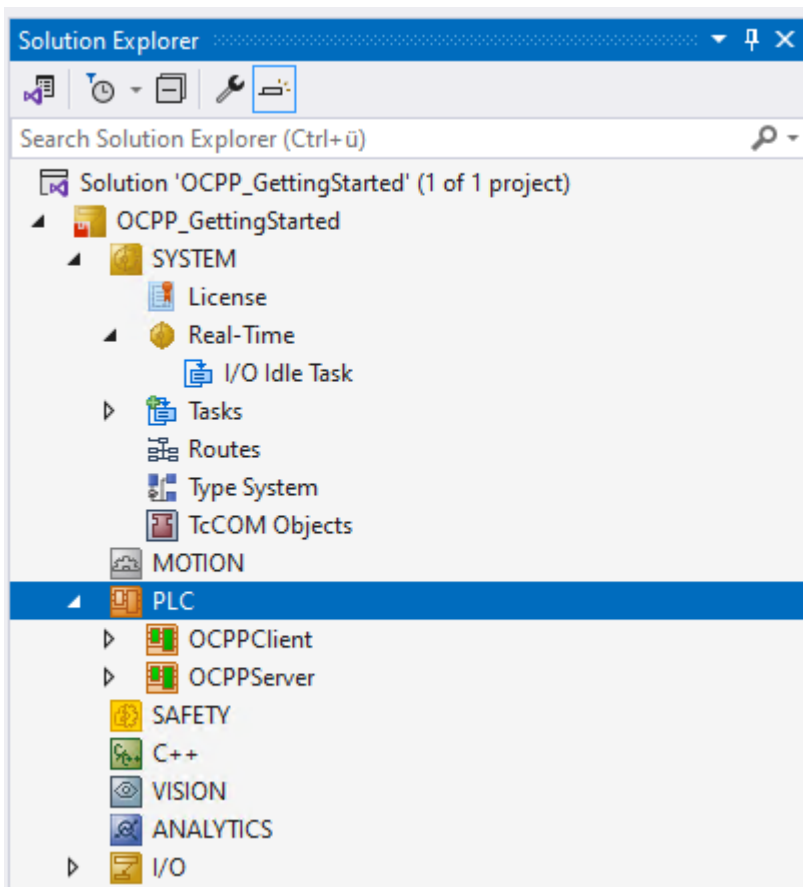 Solution Explorer
Search Solution Explorer (Ctrl+ü)
Solution 'OCPP_GettingStarted' (1 of 1 project)
OCPP_GettingStarted
SYSTEM
License
Real-Time
I/O Idle Task
Tasks
Routes
Type System
TcCOM Objects
MOTION
PLC
OCPPClient
OCPPServer
SAFETY
C++
VISION
ANALYTICS
I/O